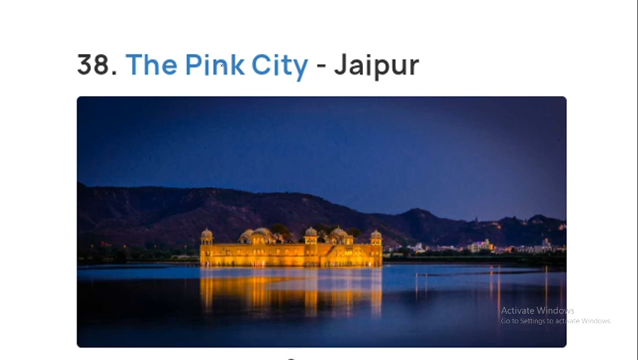 38. The Pink City - Jaipur
Activate Windows
Go to Settings to activate Windows.